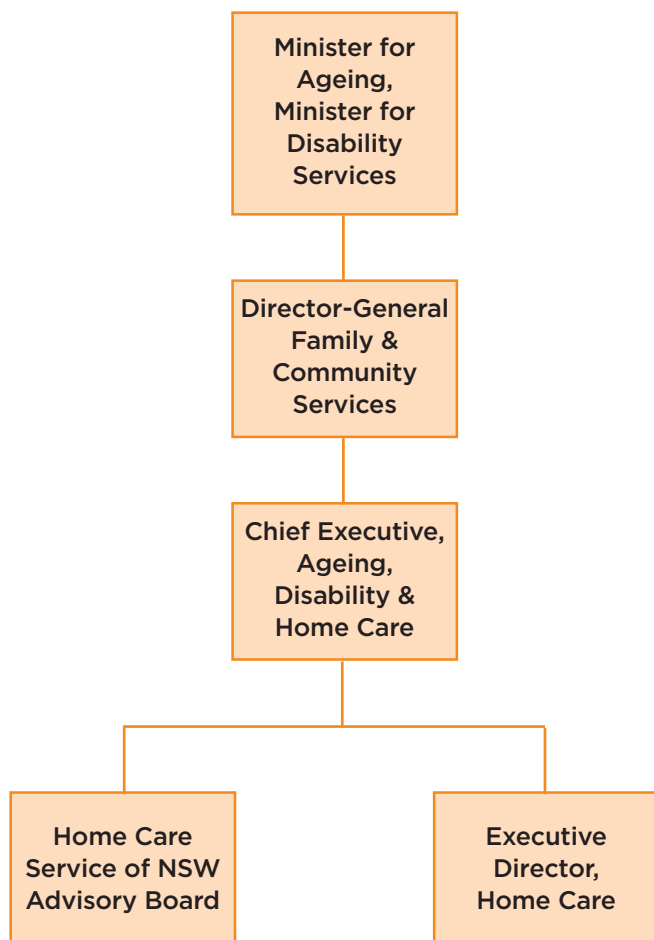 Minister for
Ageing,
Minister for
Disability
Services
Director-General
Family &
Community
Services
Chief Executive,
Ageing,
Disability &
Home Care
Home Care
Service of NSW
Advisory Board
Executive
Director,
Home Care